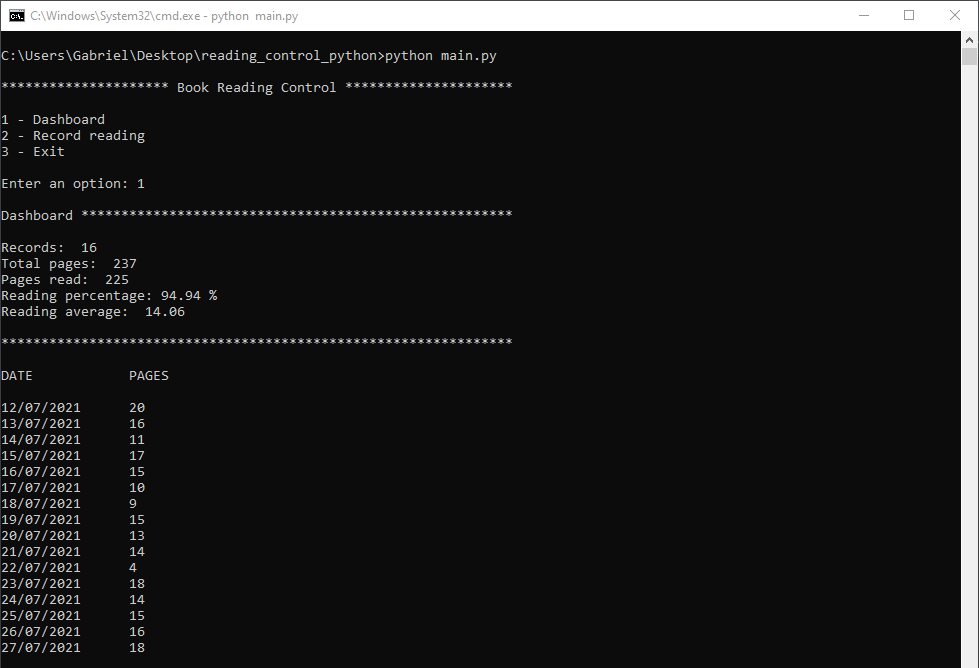 C:\Windows\System32\cmd.exe - python  main.py
C:\Users\Gabriel\Desktop\reading_control_python>python main.py
********************* Book Reading Control *********************
1 - Dashboard
2 - Record reading
3 - Exit
Enter an option: 1
Dashboard ******************************************************
Records:  16
Total pages:  237
Pages read:  225
Reading percentage: 94.94 %
Reading average:  14.06
****************************************************************
DATE            PAGES
12/07/2021      20
13/07/2021      16
14/07/2021      11
15/07/2021      17
16/07/2021      15
17/07/2021      10
18/07/2021      9
19/07/2021      15
20/07/2021      13
21/07/2021      14
22/07/2021      4
23/07/2021      18
24/07/2021      14
25/07/2021      15
26/07/2021      16
27/07/2021      18